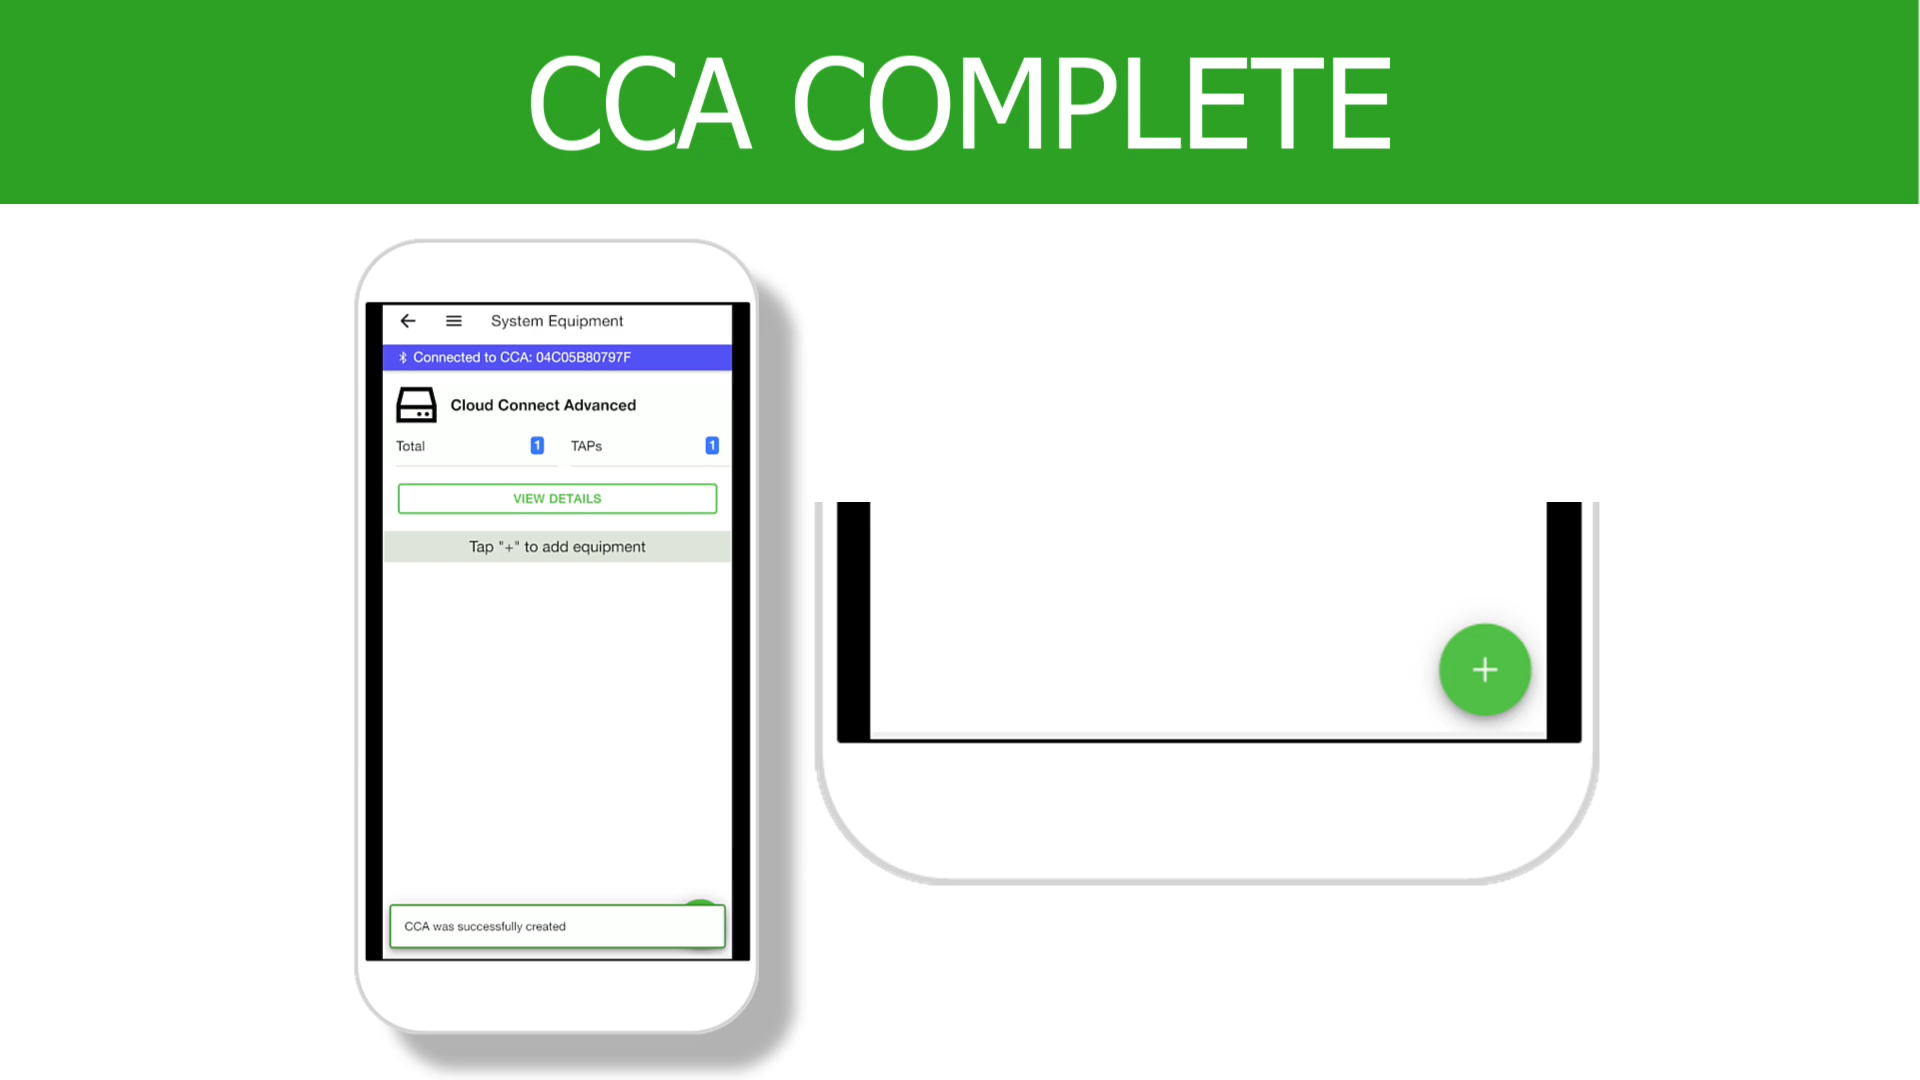 CCA COMPLETE
System Equipment
Connected to CCA: 04C05B80797F
Cloud Connect Advanced
Total 1 TAPs 1
VIEW DETAILS
Tap "+" to add equipment
CCA was successfully created
+